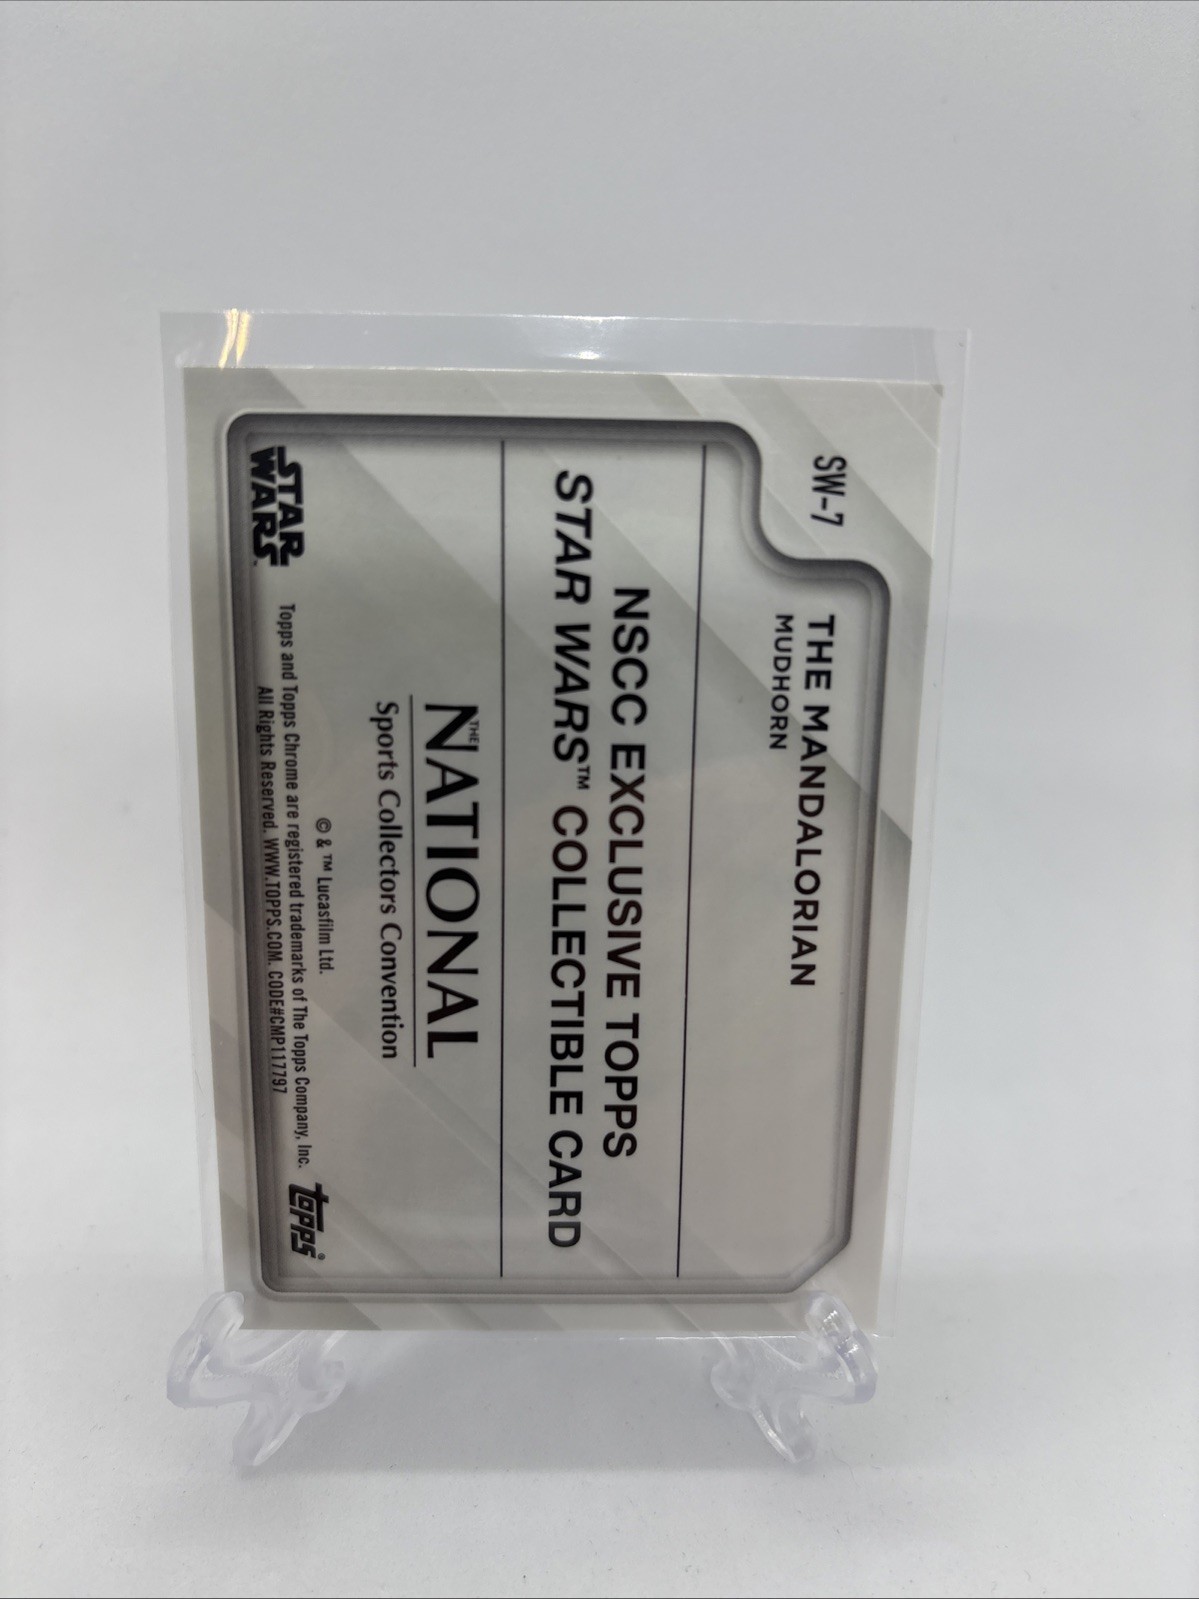 SW-7
THE MANDALORIAN
MUDHORN
NSCC EXCLUSIVE TOPPS
STAR WARS™ COLLECTIBLE CARD
THE
NATIONAL
Sports Collectors Convention
© & ™ Lucasfilm Ltd.
Topps and Topps Chrome are registered trademarks of The Topps Company, Inc.
All Rights Reserved. WWW.TOPPS.COM. CODE#CMP117797
STAR
WARS™
topps®